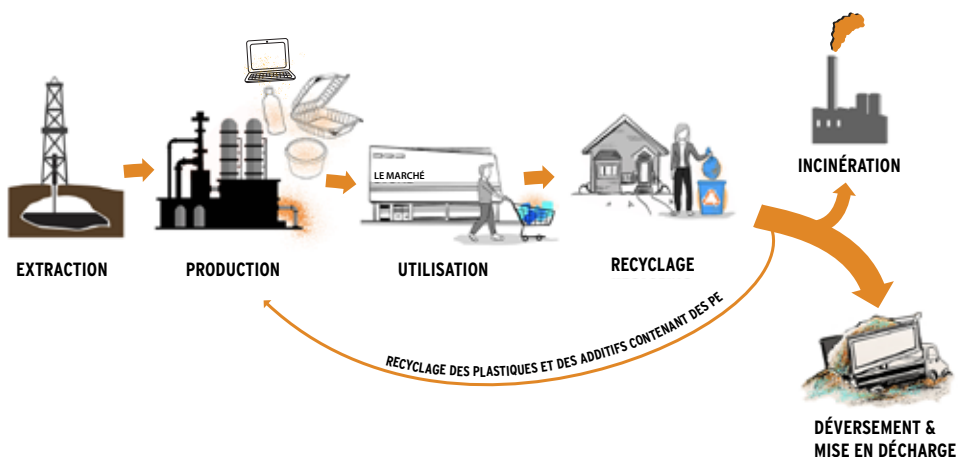 LE MARCHÉ
EXTRACTION
PRODUCTION
UTILISATION
RECYCLAGE
INCINÉRATION
RECYCLAGE DES PLASTIQUES ET DES ADDITIFS CONTENANT DES PE
DÉVERSEMENT &
MISE EN DÉCHARGE